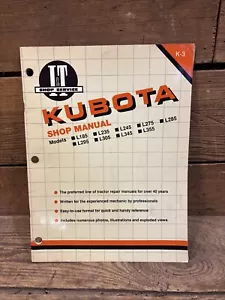 K-3
I&T
SHOP SERVICE
KUBOTA
SHOP MANUAL
Models ■ L185 ■ L235 ■ L245 ■ L275 ■ L285
■ L295 ■ L305 ■ L345 ■ L355
■ The preferred line of tractor repair manuals for over 40 years
■ Written for the experienced mechanic by professionals
■ Easy-to-use format for quick and handy reference
■ Includes numerous photos, illustrations and exploded views